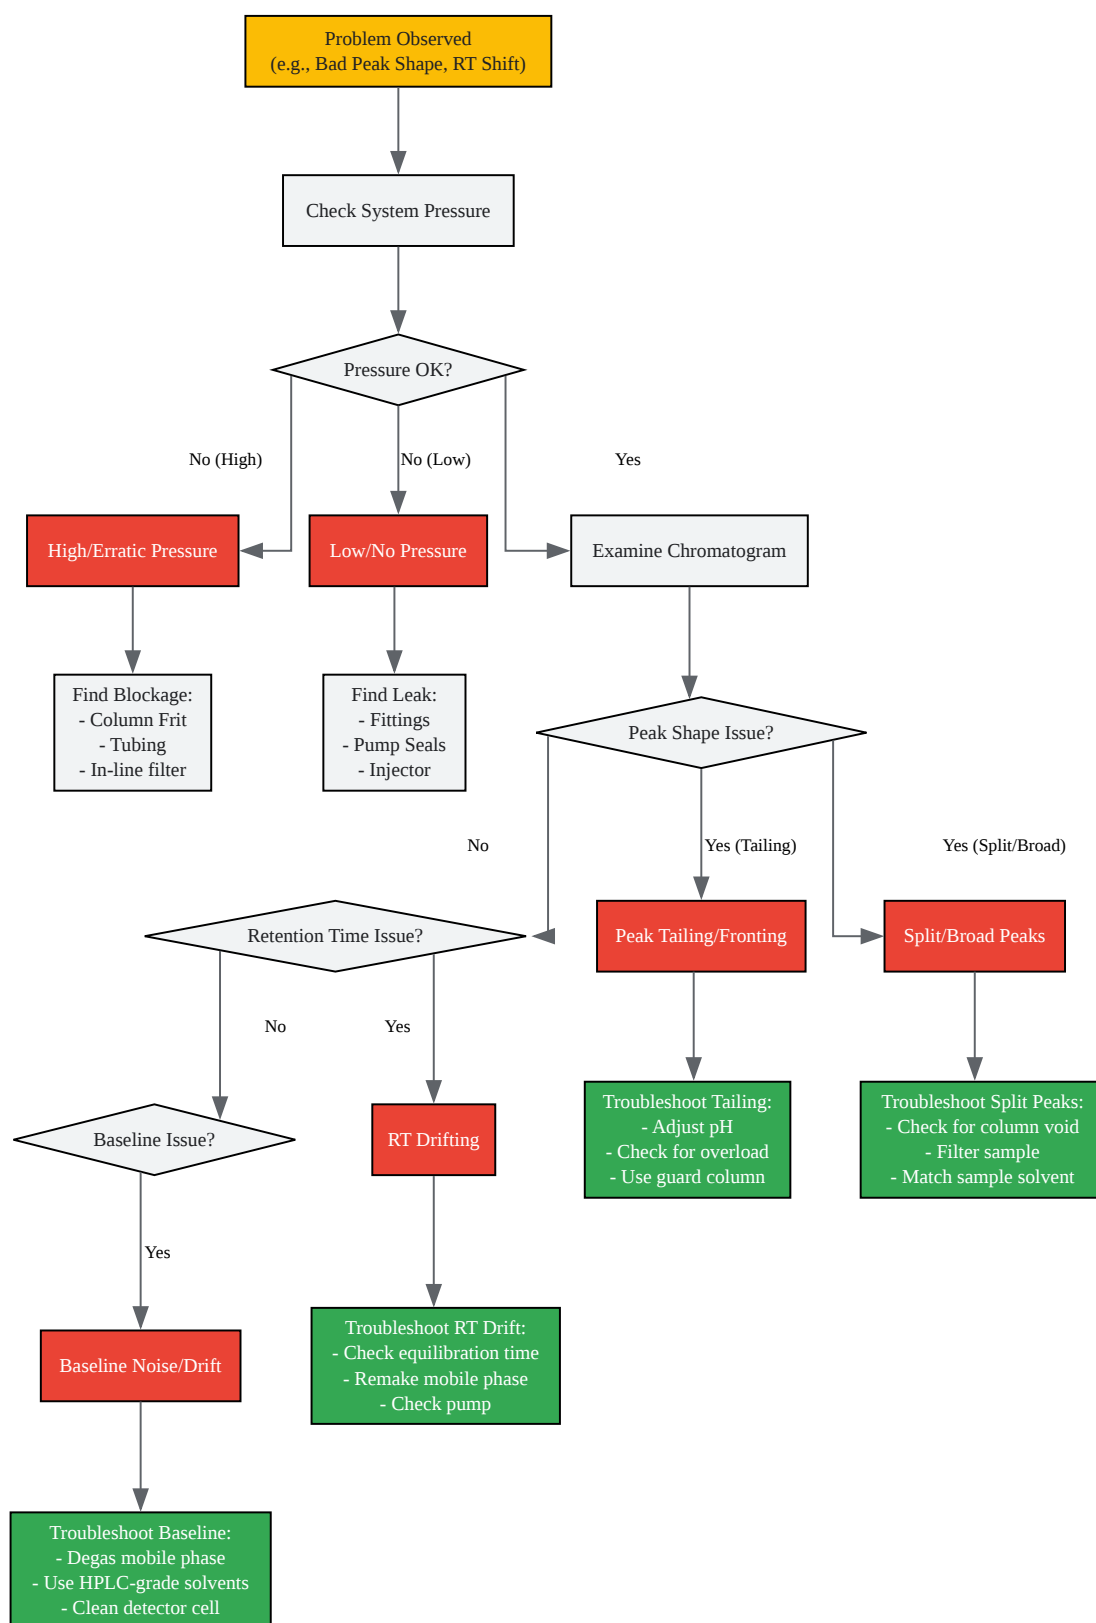 Problem Observed
(e.g., Bad Peak Shape, RT Shift)
Check System Pressure
Pressure OK?
No (High)
No (Low)
Yes
High/Erratic Pressure
Low/No Pressure
Examine Chromatogram
Find Blockage:
- Column Frit
- Tubing
- In-line filter
Find Leak:
- Fittings
- Pump Seals
- Injector
Peak Shape Issue?
No
Yes (Tailing)
Yes (Split/Broad)
Retention Time Issue?
Peak Tailing/Fronting
Split/Broad Peaks
No
Yes
Baseline Issue?
RT Drifting
Troubleshoot Tailing:
- Adjust pH
- Check for overload
- Use guard column
Troubleshoot Split Peaks:
- Check for column void
- Filter sample
- Match sample solvent
Yes
Baseline Noise/Drift
Troubleshoot RT Drift:
- Check equilibration time
- Remake mobile phase
- Check pump
Troubleshoot Baseline:
- Degas mobile phase
- Use HPLC-grade solvents
- Clean detector cell